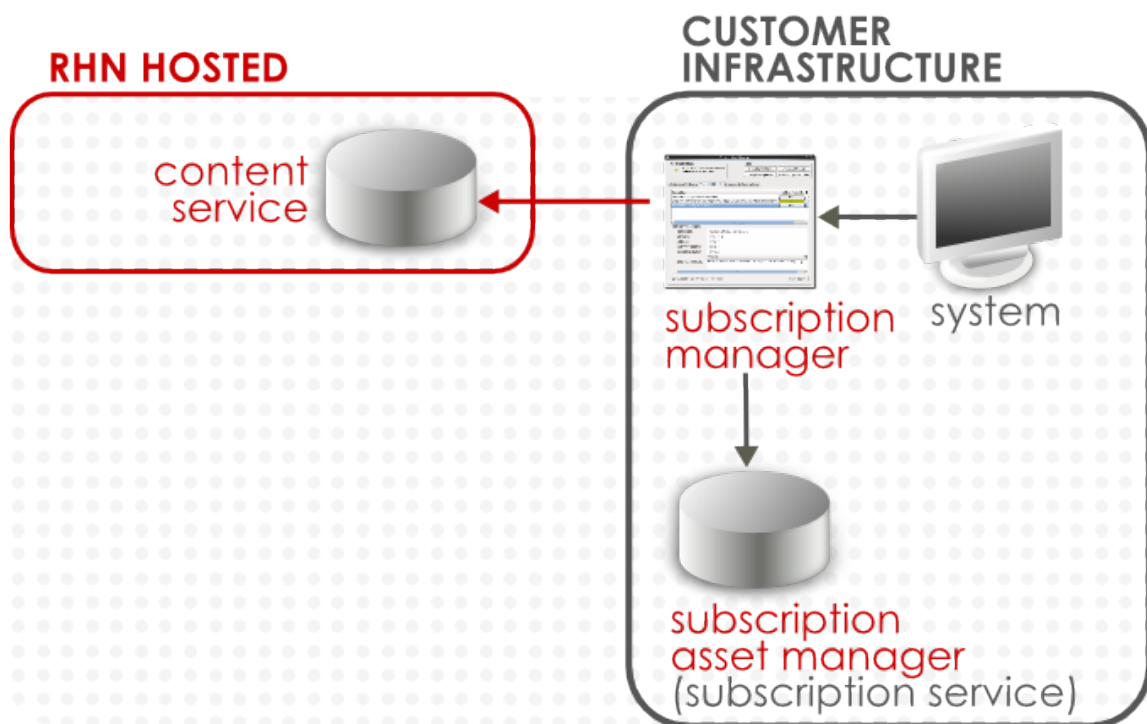 RHN HOSTED
content
service
CUSTOMER
INFRASTRUCTURE
subscription
manager
system
subscription
asset manager
(subscription service)